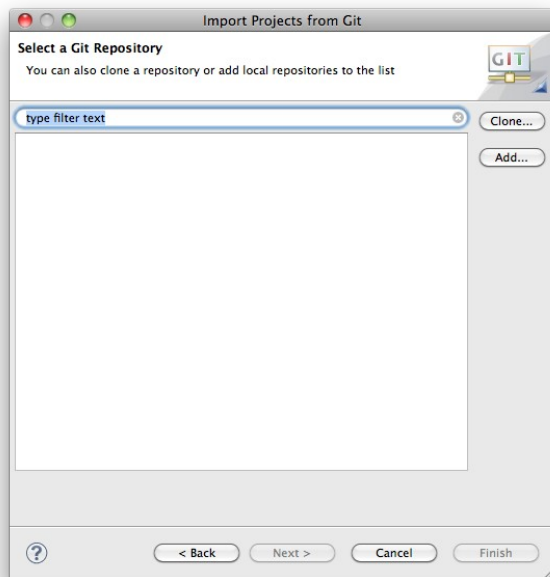 Import Projects from Git
Select a Git Repository
You can also clone a repository or add local repositories to the list
GIT
type filter text
Clone...
Add...
?
< Back
Next >
Cancel
Finish